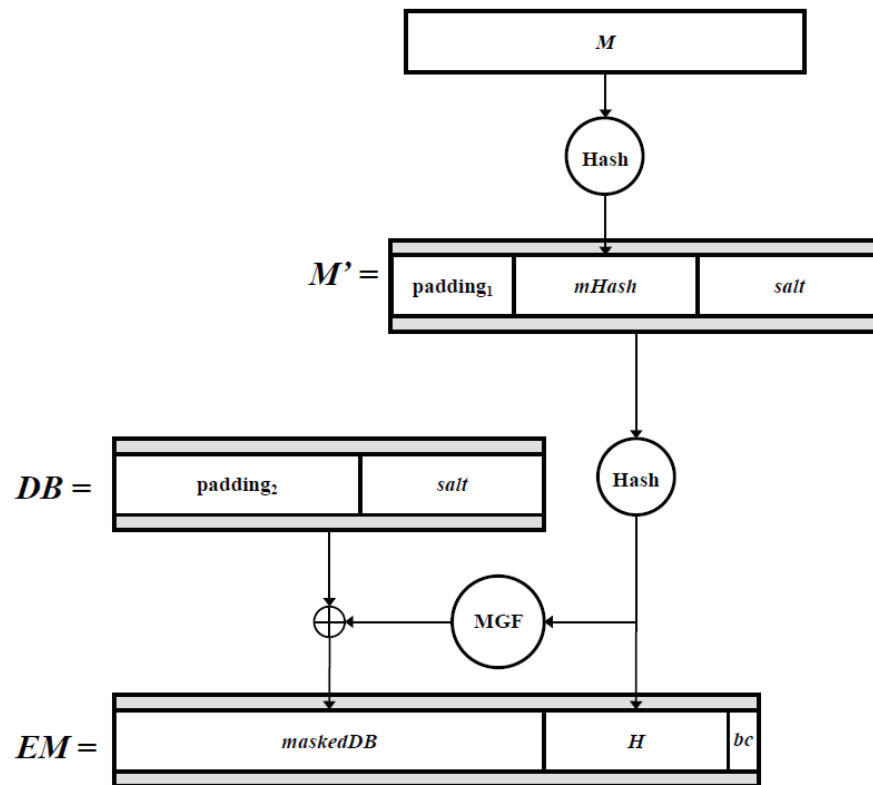 M
Hash
M’ = padding₁ mHash salt
DB = padding₂ salt
Hash
MGF
EM = maskedDB H bc